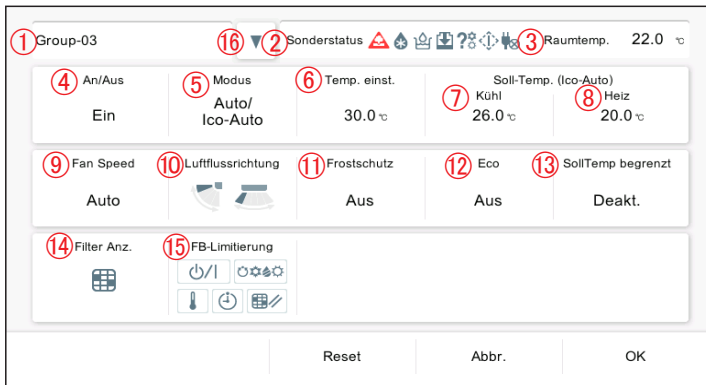 ① Group-03 ⑯ ▼ ② Sonderstatus ③ Raumtemp. 22.0 °C
④ An/Aus ⑤ Modus ⑥ Temp. einst. Soll-Temp. (Ico-Auto)
⑦ Kühl ⑧ Heiz
Ein Auto/
Ico-Auto 30.0 °C 26.0 °C 20.0 °C
⑨ Fan Speed ⑩ Luftflussrichtung ⑪ Frostschutz ⑫ Eco ⑬ SollTemp begrenzt
Auto Aus Aus Deakt.
⑭ Filter Anz. ⑮ FB-Limitierung
Reset Abbr. OK